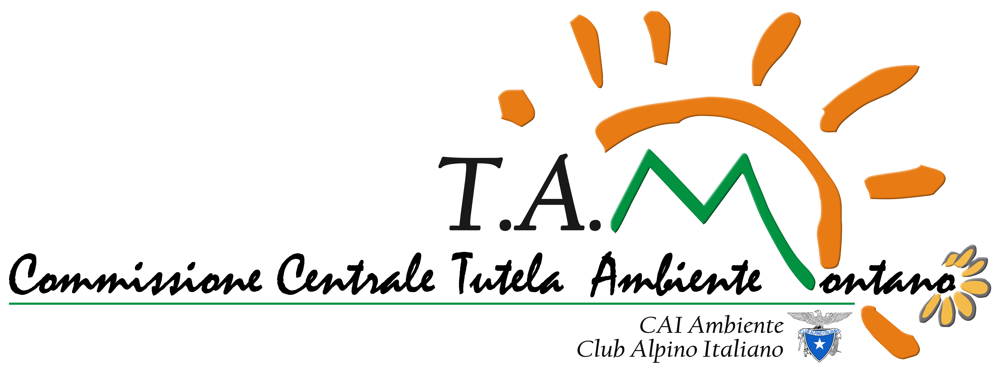 T.A.M
Commissione Centrale Tutela Ambiente Montano
CAI Ambiente
Club Alpino Italiano
CLUB ALPINO ITALIANO